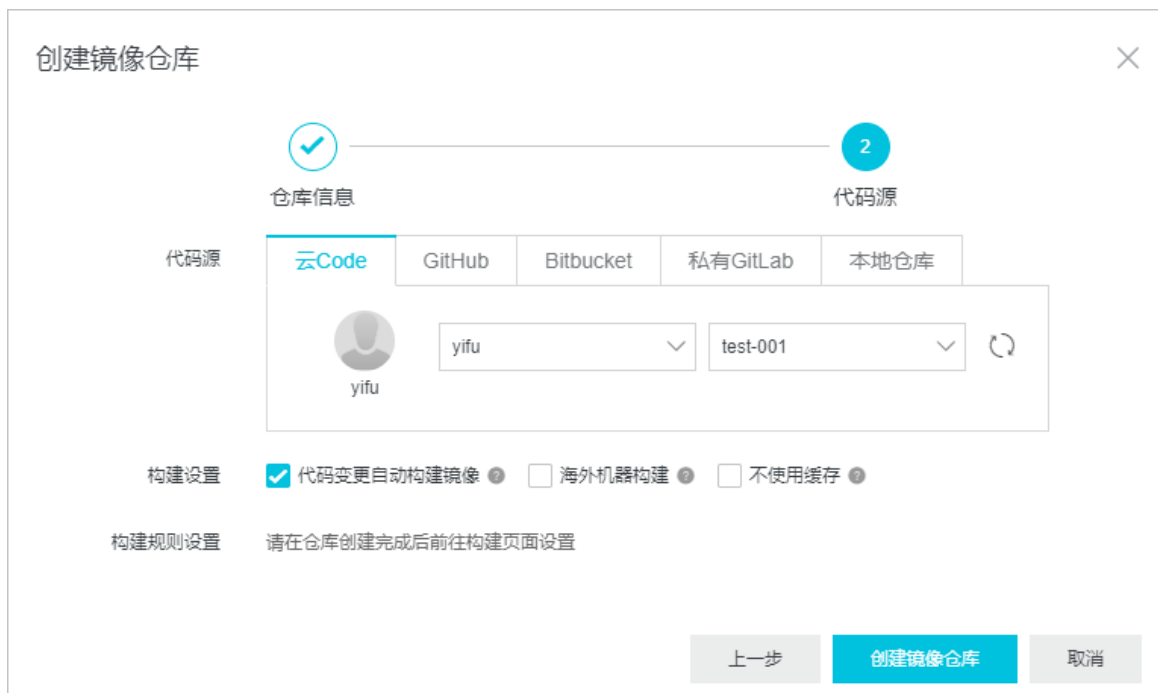 创建镜像仓库
2
仓库信息 代码源
代码源 云Code GitHub Bitbucket 私有GitLab 本地仓库
yifu test-001
yifu
构建设置 代码变更自动构建镜像 ? 海外机器构建 ? 不使用缓存 ?
构建规则设置 请在仓库创建完成后前往构建页面设置
上一步 创建镜像仓库 取消